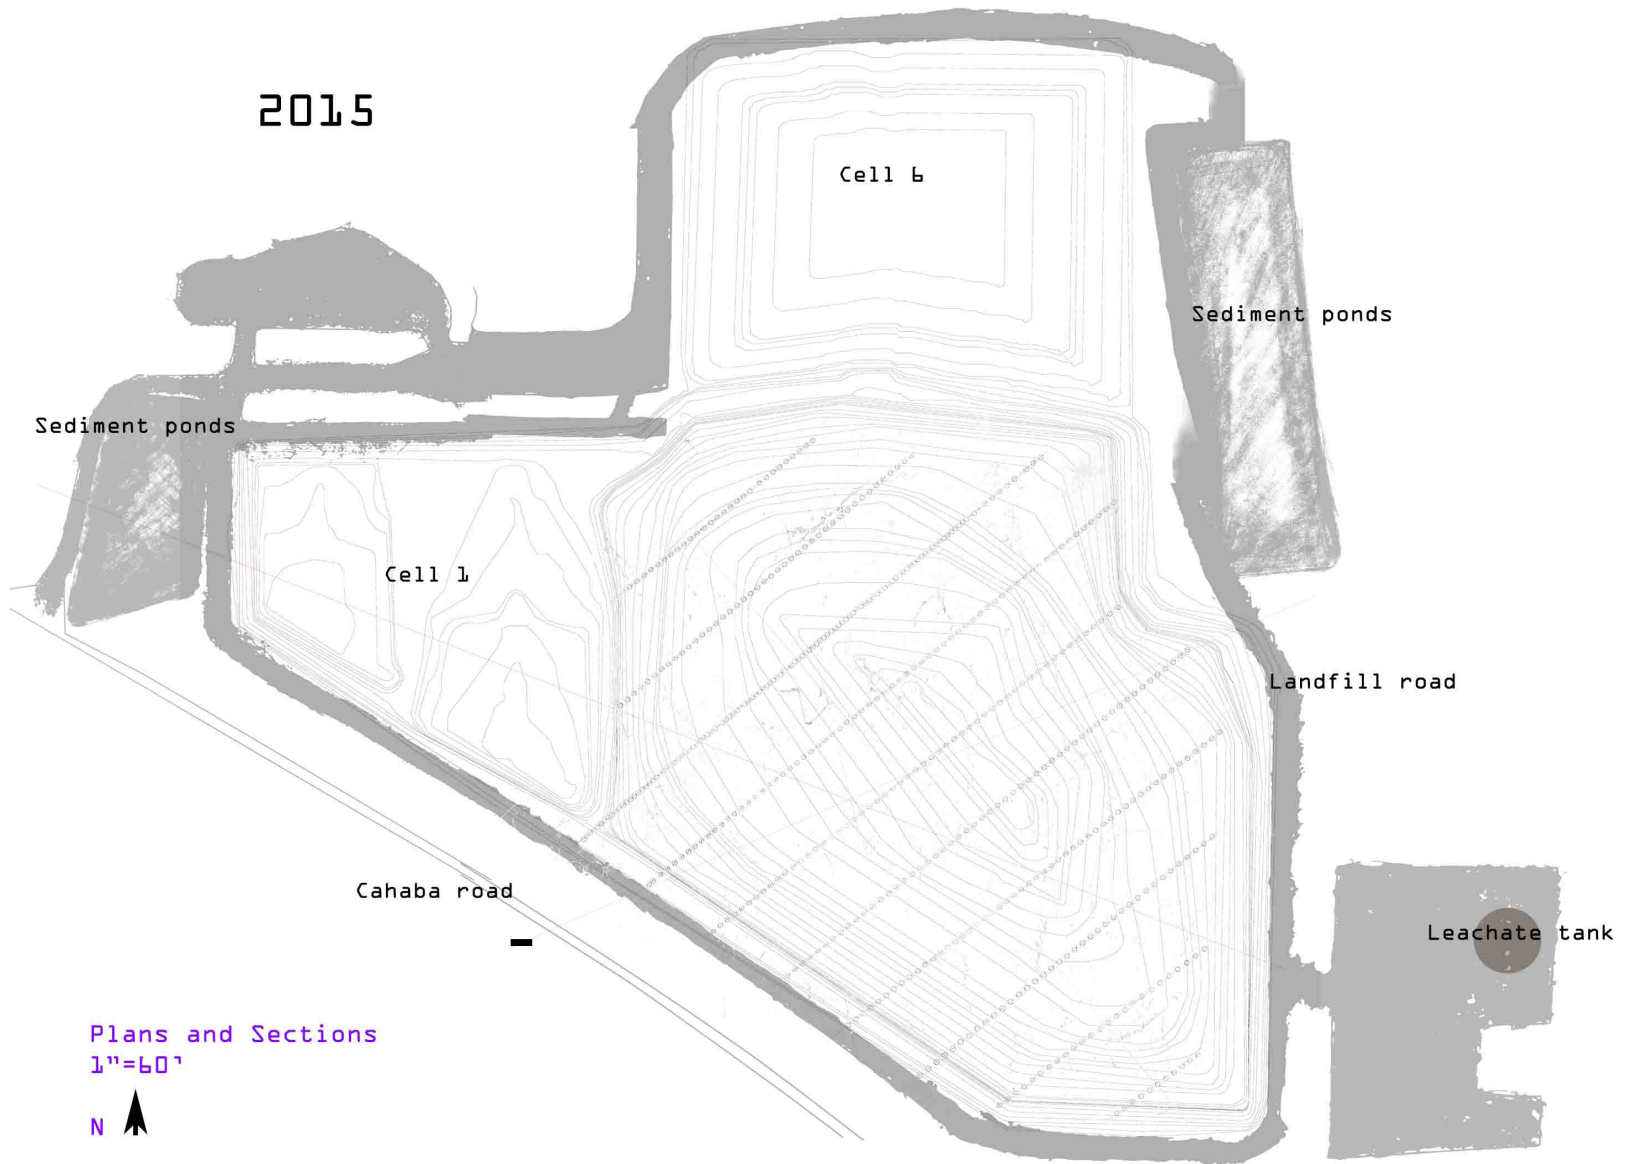 2015
Cell 6
Sediment ponds
Sediment ponds
Cell 1
Landfill road
Cahaba road
Leachate tank
Plans and Sections
1"=60'
N